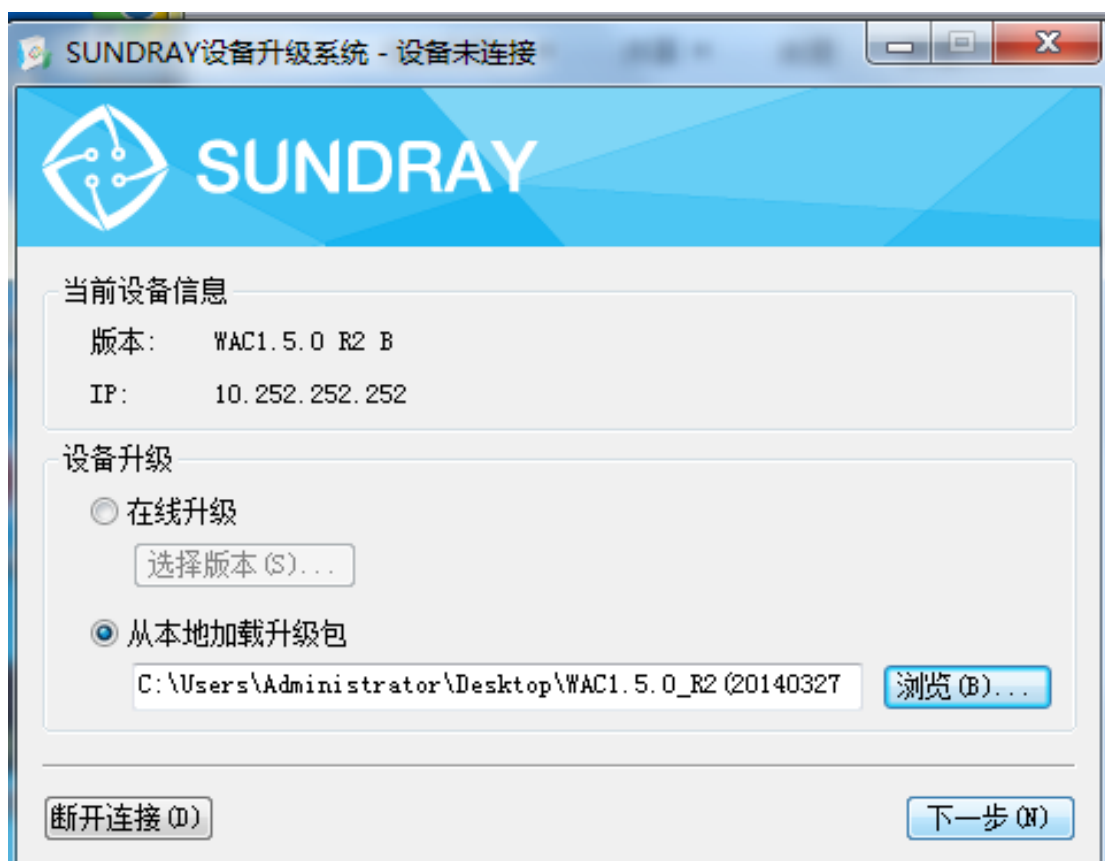 SUNDRAY设备升级系统 - 设备未连接
SUNDRAY
当前设备信息
版本: WAC1.5.0 R2 B
IP: 10.252.252.252
设备升级
在线升级
选择版本(S)...
从本地加载升级包
C:\Users\Administrator\Desktop\WAC1.5.0_R2(20140327 浏览(B)...
断开连接(D) 下一步(N)